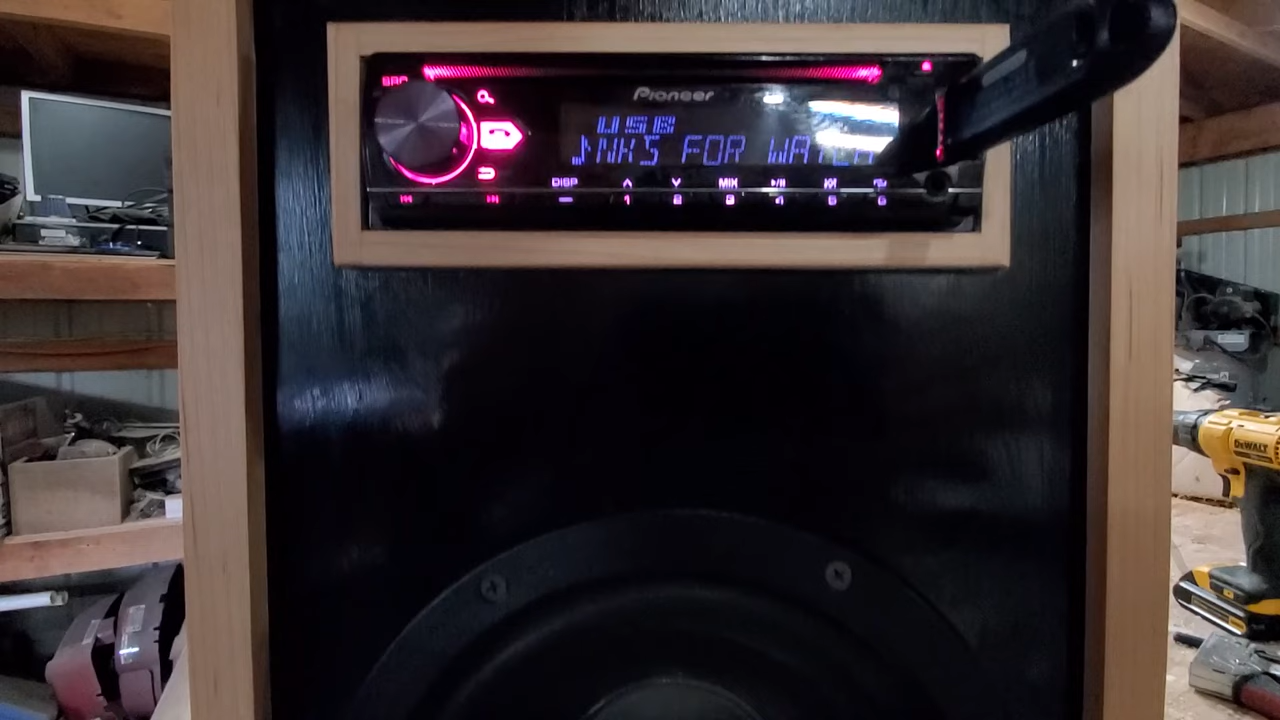 SRC
Pioneer
USB
♪NKS FOR WATCH
DISP MIX
1 2 3 4 5 6
DEWALT